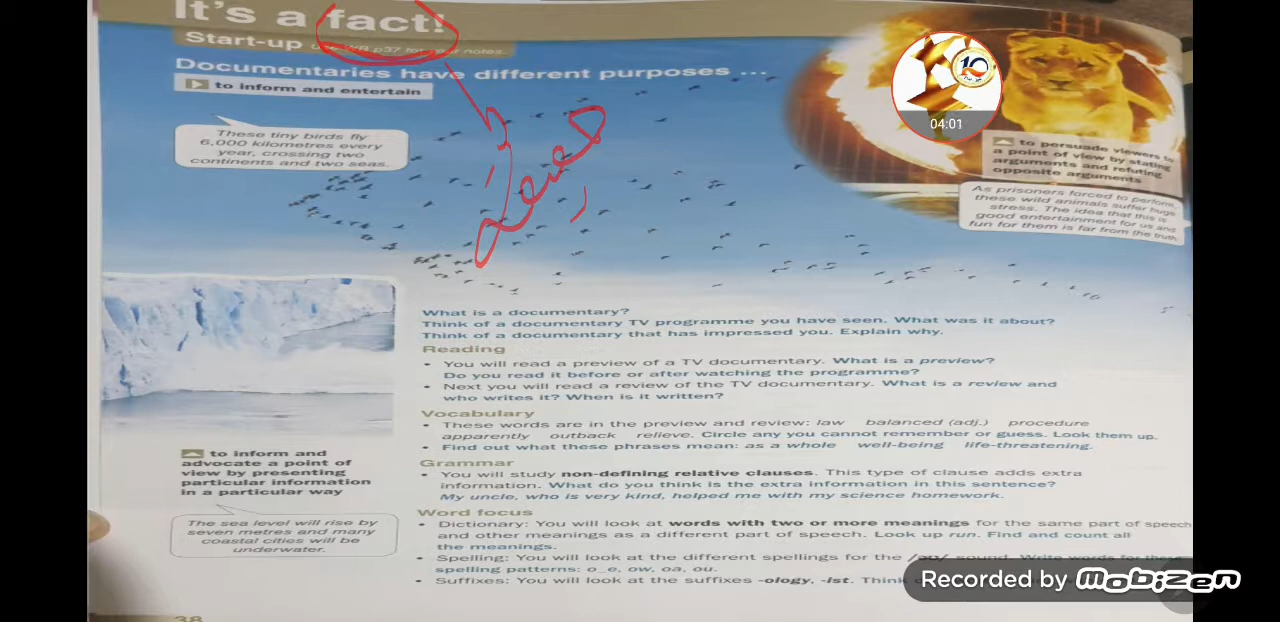 It's a fact!
Start-up use WB p37 for your notes.
Documentaries have different purposes ...
to inform and entertain
These tiny birds fly
6,000 kilometres every
year, crossing two
continents and two seas.
10
04:01
to persuade viewers to
a point of view by stating
arguments and refuting
opposite arguments
As prisoners forced to perform,
these wild animals suffer huge
stress. The idea that this is
good entertainment for us and
fun for them is far from the truth.
What is a documentary?
Think of a documentary TV programme you have seen. What was it about?
Think of a documentary that has impressed you. Explain why.
Reading
• You will read a preview of a TV documentary. What is a preview?
Do you read it before or after watching the programme?
• Next you will read a review of the TV documentary. What is a review and
who writes it? When is it written?
Vocabulary
• These words are in the preview and review: law balanced (adj.) procedure
apparently outback relieve. Circle any you cannot remember or guess. Look them up.
• Find out what these phrases mean: as a whole well-being life-threatening.
Grammar
• You will study non-defining relative clauses. This type of clause adds extra
information. What do you think is the extra information in this sentence?
My uncle, who is very kind, helped me with my science homework.
Word focus
• Dictionary: You will look at words with two or more meanings for the same part of speech
and other meanings as a different part of speech. Look up run. Find and count all
the meanings.
• Spelling: You will look at the different spellings for the sound. Write words for these
spelling patterns: o_e, ow, oa, ou.
• Suffixes: You will look at the suffixes -ology, -ist. Think
to inform and
advocate a point of
view by presenting
particular information
in a particular way
The sea level will rise by
seven metres and many
coastal cities will be
underwater.
Recorded by Mobizen
38